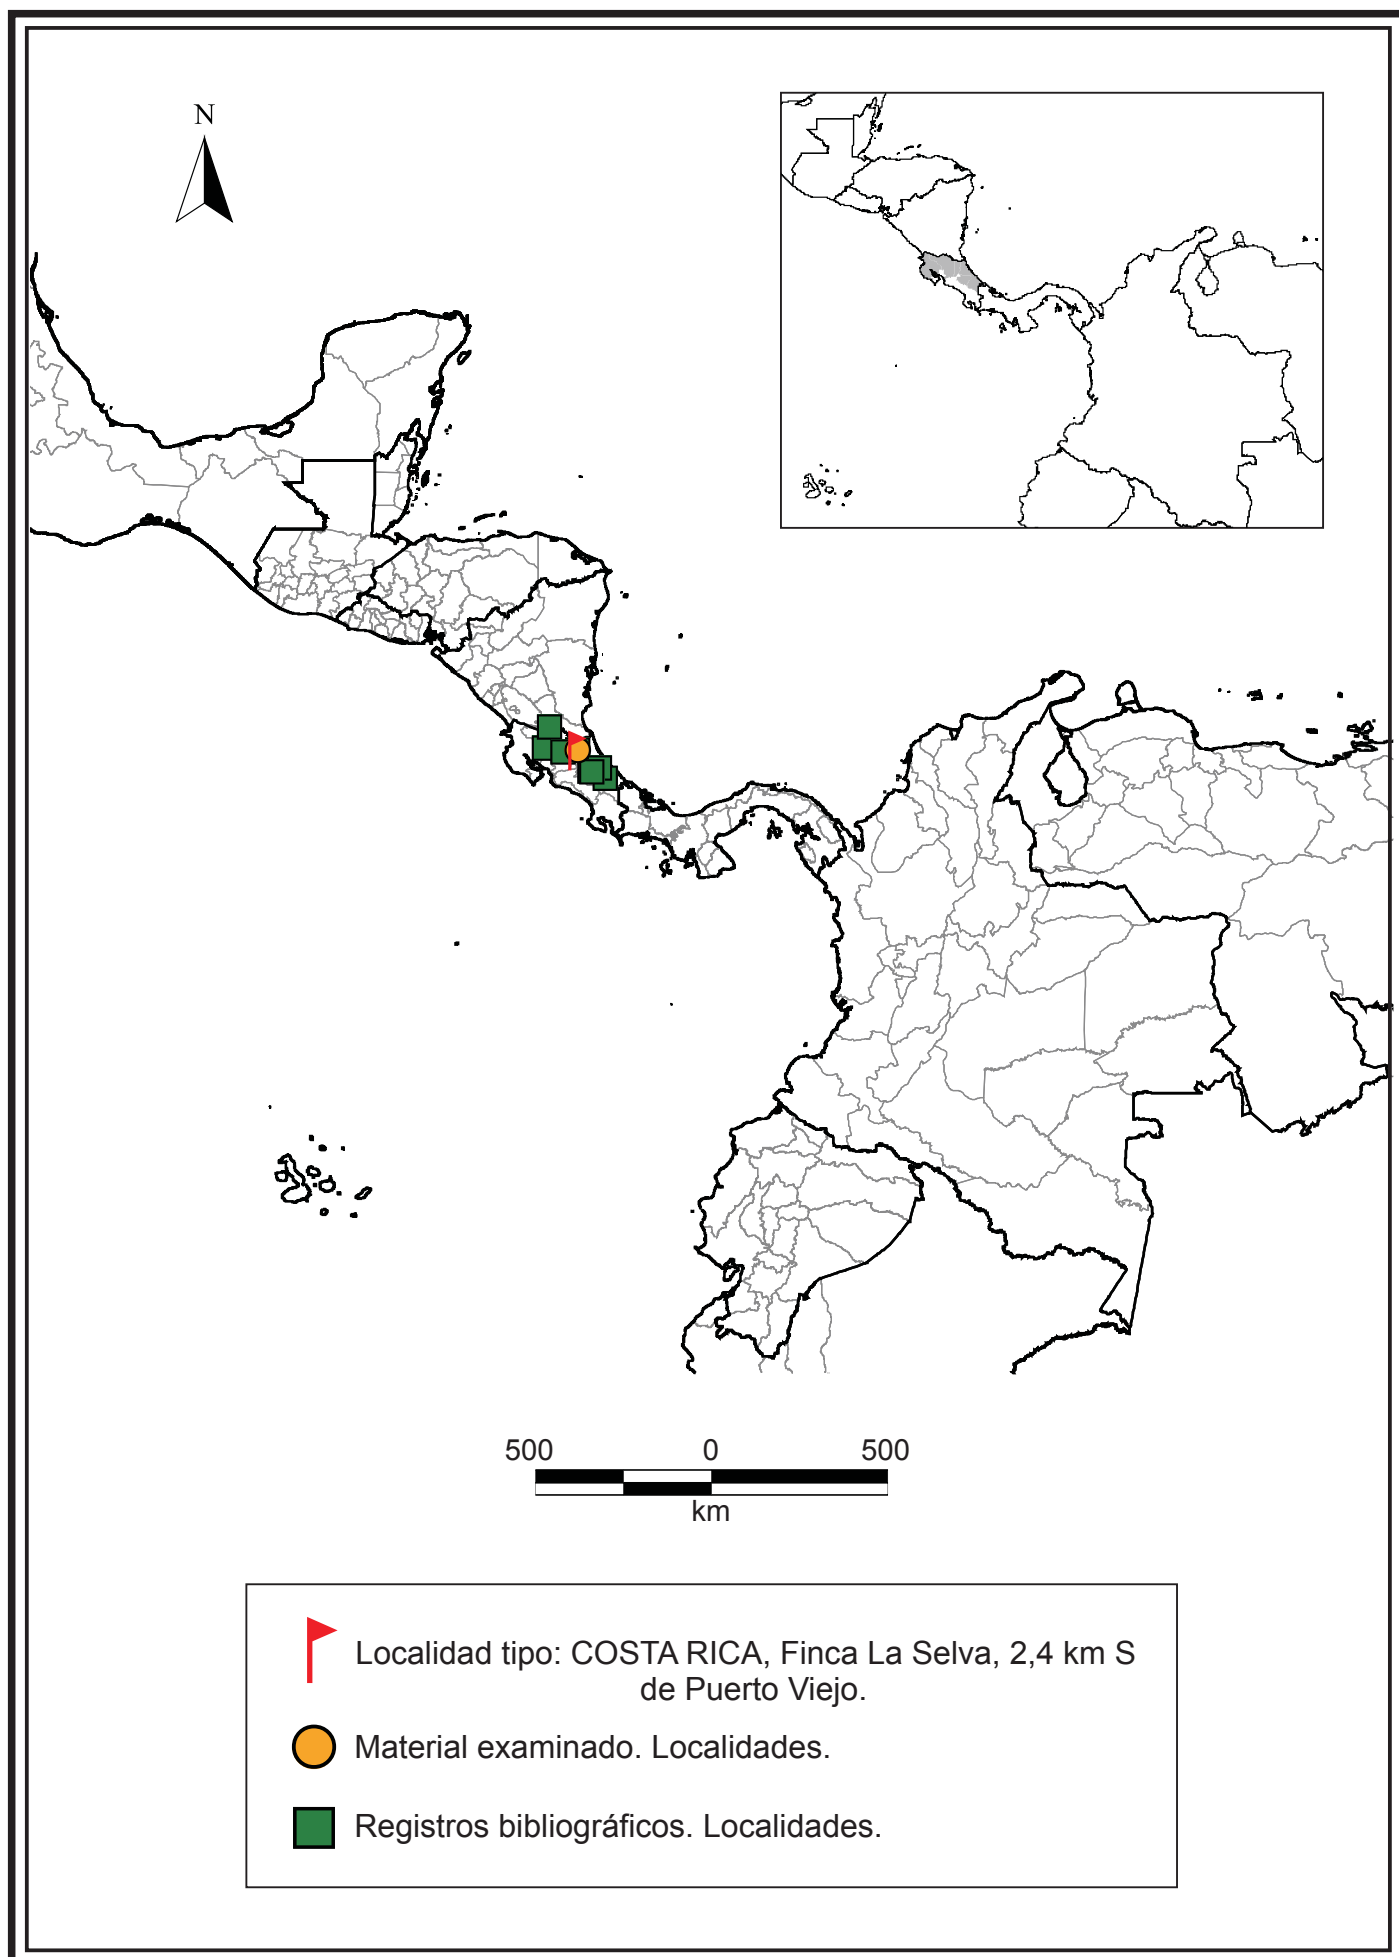 N
500 0 500
km
Localidad tipo: COSTA RICA, Finca La Selva, 2,4 km S
de Puerto Viejo.
Material examinado. Localidades.
Registros bibliográficos. Localidades.